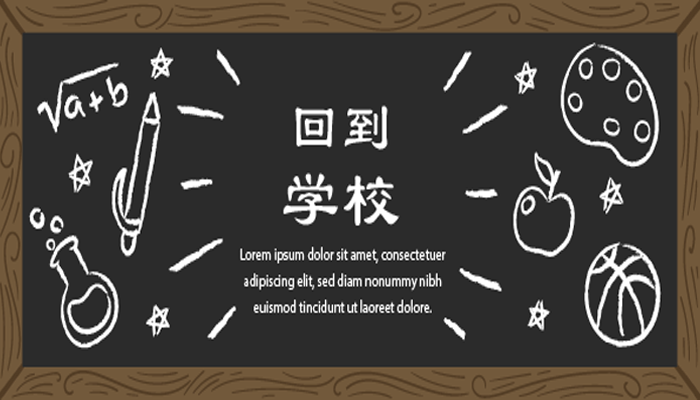 √a+b
回到
学校
Lorem ipsum dolor sit amet, consectetuer
adipiscing elit, sed diam nonummy nibh
euismod tincidunt ut laoreet dolore.